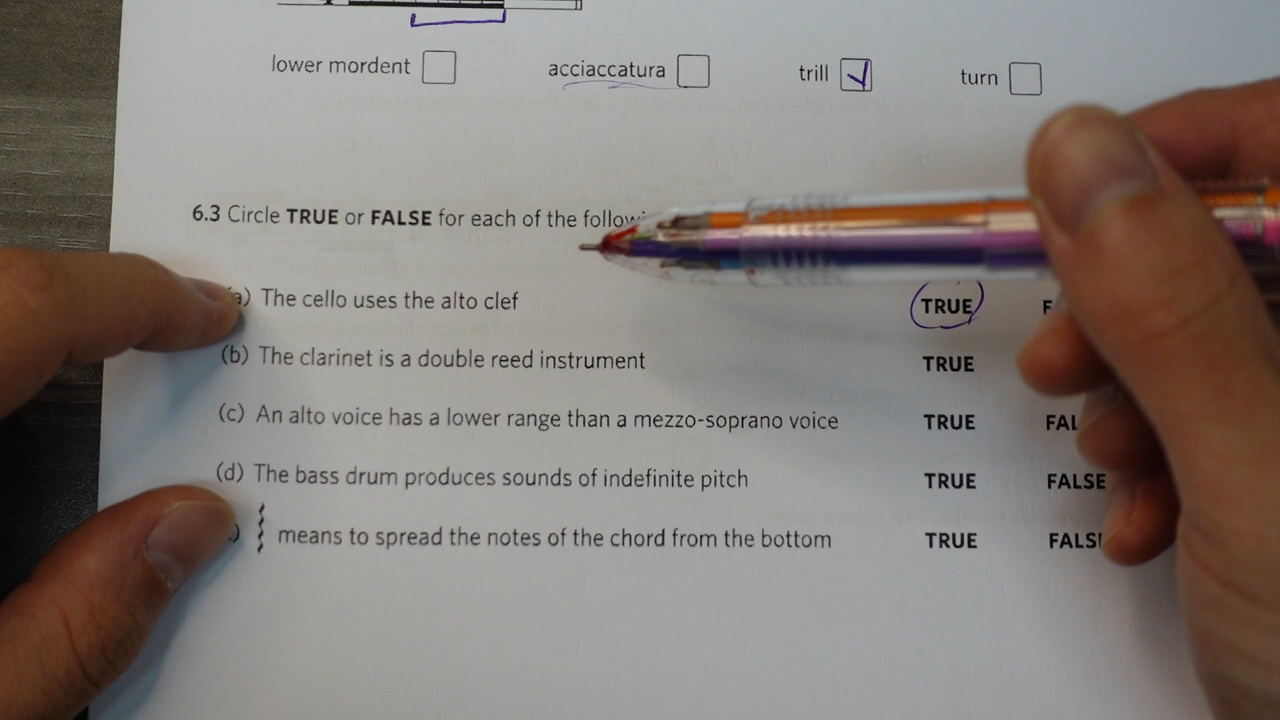 lower mordent acciaccatura trill turn
6.3 Circle TRUE or FALSE for each of the
(a) The cello uses the alto clef TRUE
(b) The clarinet is a double reed instrument TRUE
(c) An alto voice has a lower range than a mezzo-soprano voice TRUE
(d) The bass drum produces sounds of indefinite pitch TRUE FALSE
means to spread the notes of the chord from the bottom TRUE FALSE